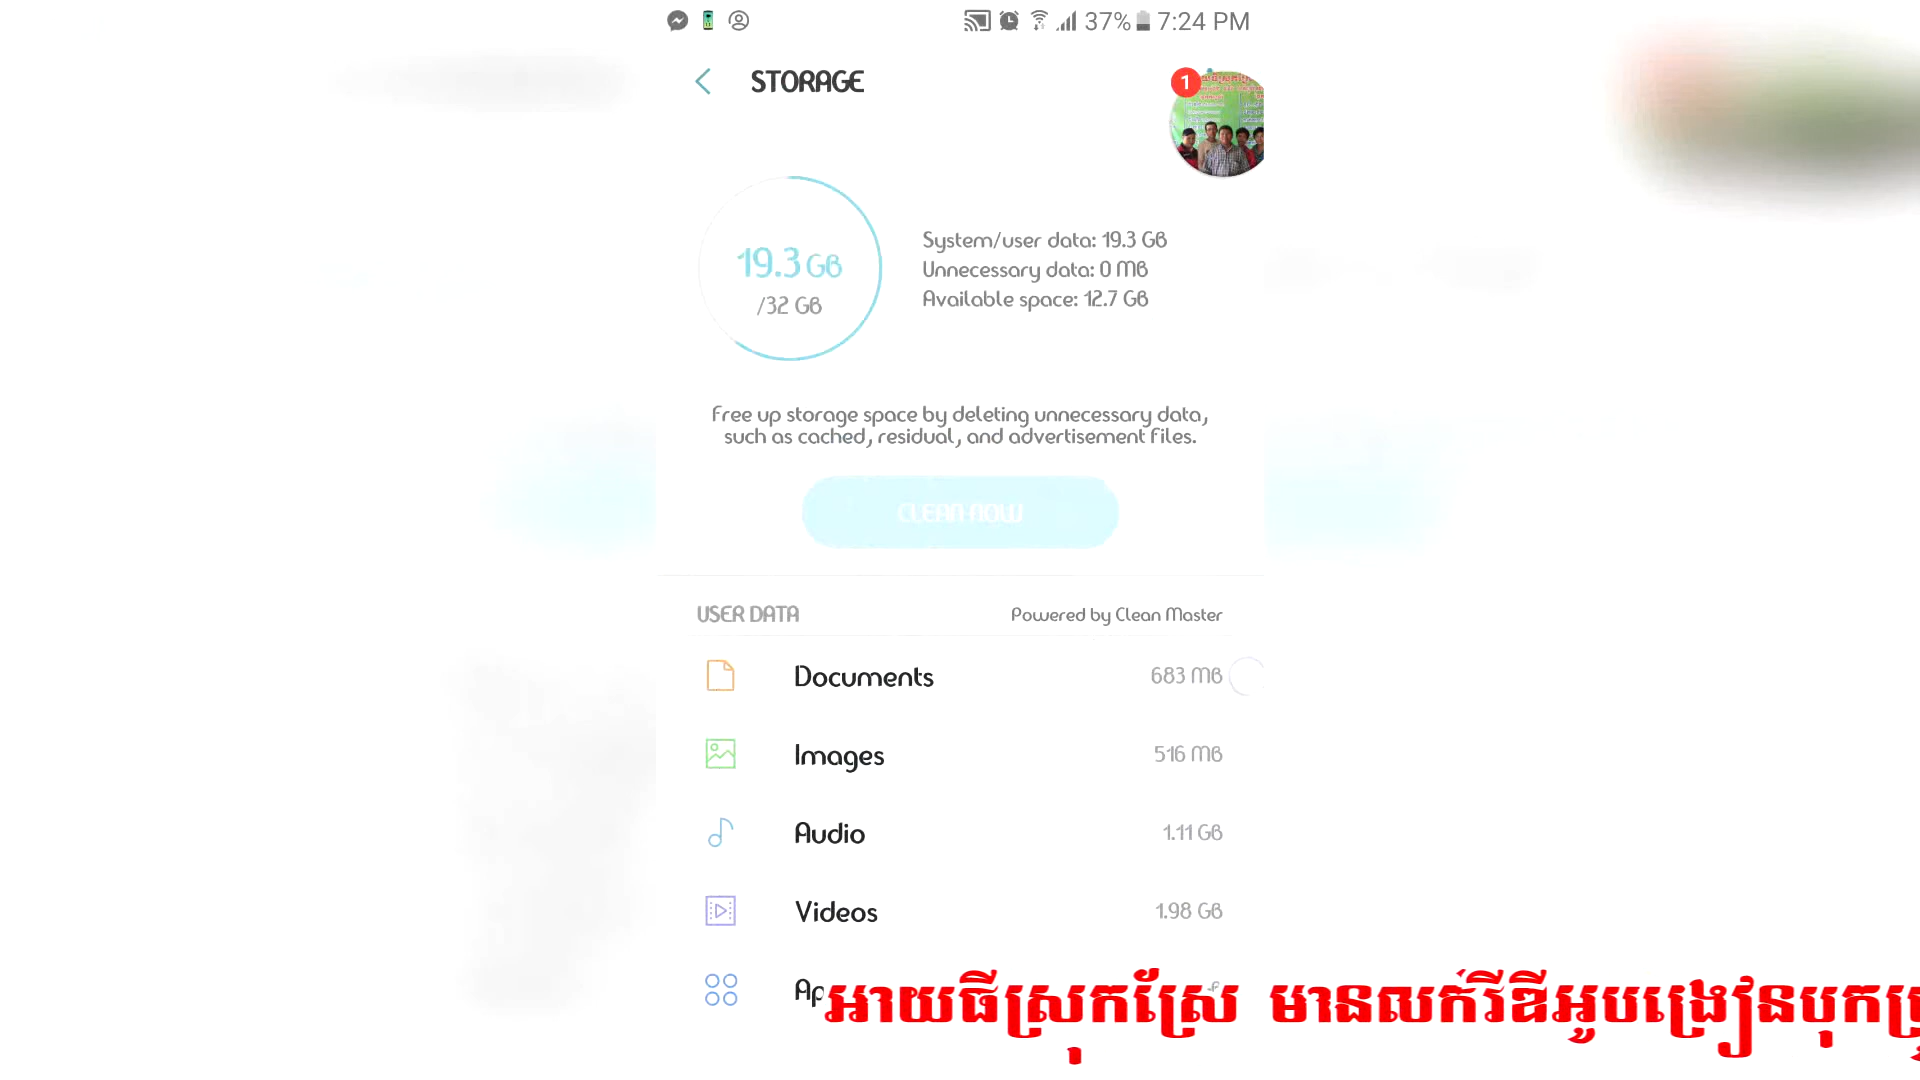 37% 7:24 PM
STORAGE
1
19.3 GB
/32 GB
System/user data: 19.3 GB
Unnecessary data: 0 MB
Available space: 12.7 GB
Free up storage space by deleting unnecessary data,
such as cached, residual, and advertisement files.
CLEAN NOW
USER DATA
Powered by Clean Master
Documents 683 MB
Images 516 MB
Audio 1.11 GB
Videos 1.98 GB
Ap
អាយធីស្រុកស្រែ មានលក់វីឌីអូបង្រៀនបុក